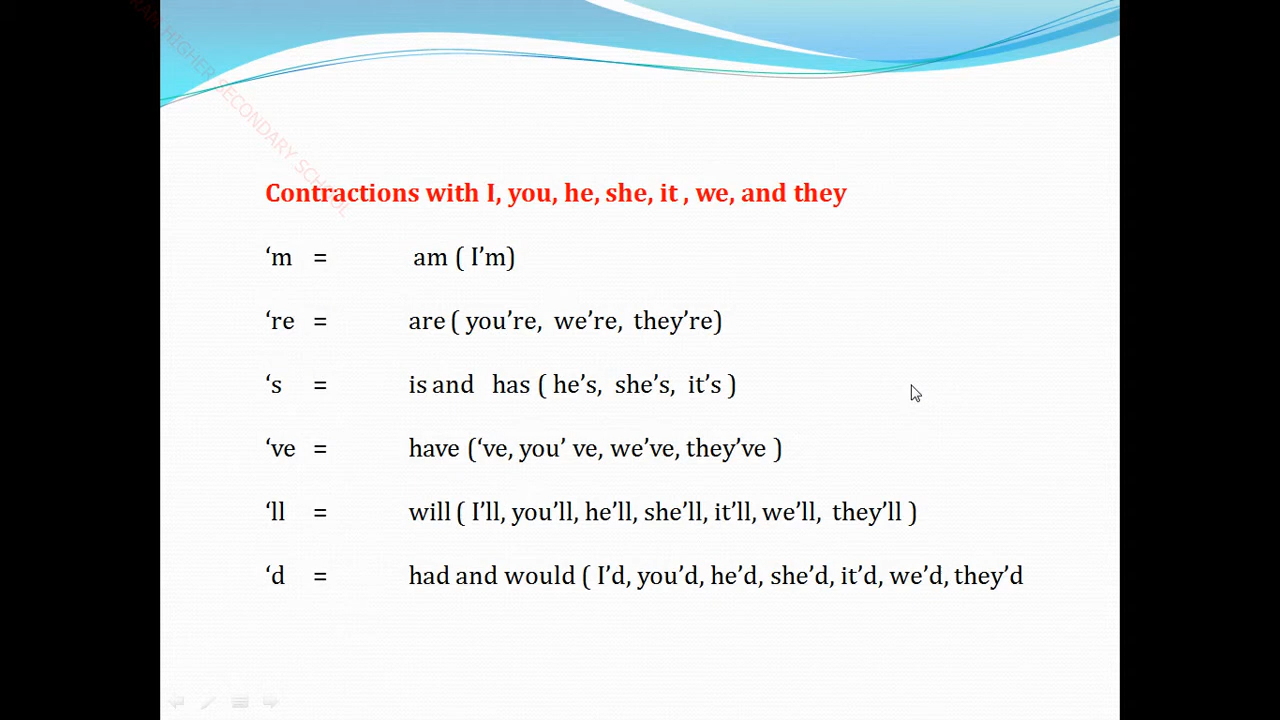 HIGHER SECONDARY SCHOOL
Contractions with I, you, he, she, it , we, and they
‘m = am ( I’m)
‘re = are ( you’re, we’re, they’re)
‘s = is and has ( he’s, she’s, it’s )
‘ve = have (‘ve, you’ ve, we’ve, they’ve )
‘ll = will ( I’ll, you’ll, he’ll, she’ll, it’ll, we’ll, they’ll )
‘d = had and would ( I’d, you’d, he’d, she’d, it’d, we’d, they’d